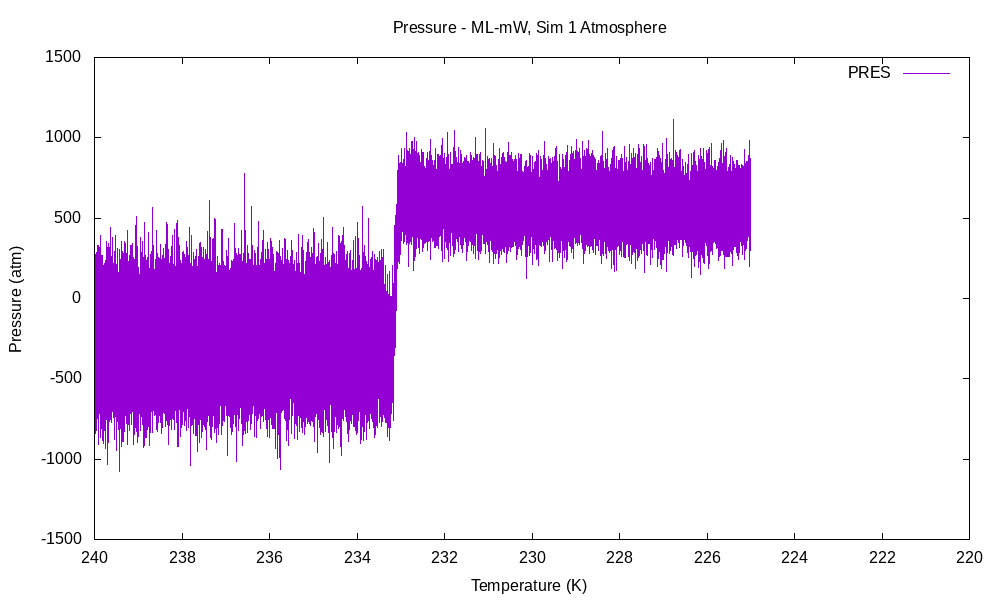 Pressure - ML-mW, Sim 1 Atmosphere
PRES
1500
1000
500
0
-500
-1000
-1500
Pressure (atm)
240 238 236 234 232 230 228 226 224 222 220
Temperature (K)